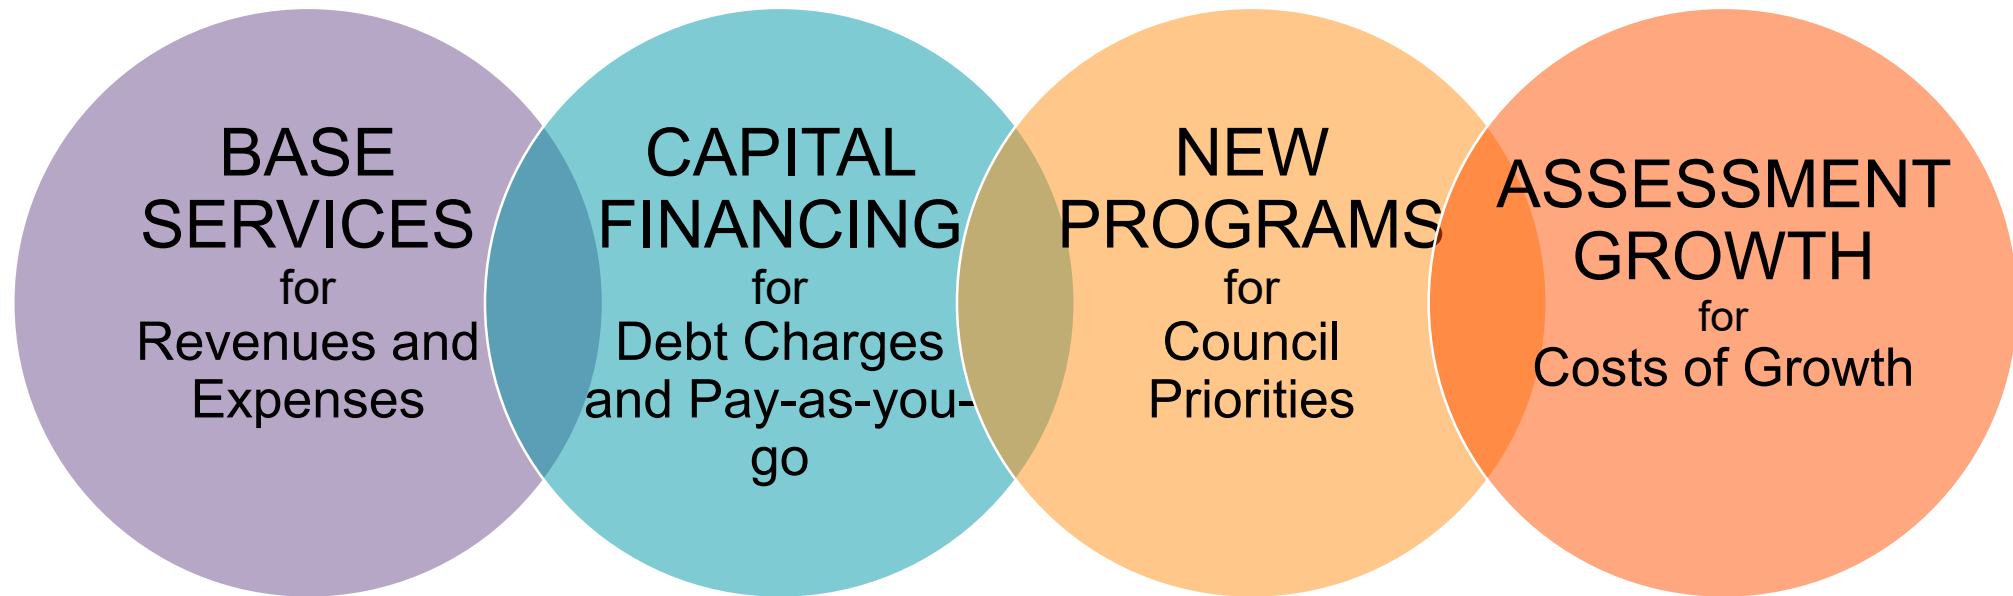 BASE
SERVICES
for
Revenues and
Expenses
CAPITAL
FINANCING
for
Debt Charges
and Pay-as-you-
go
NEW
PROGRAMS
for
Council
Priorities
ASSESSMENT
GROWTH
for
Costs of Growth